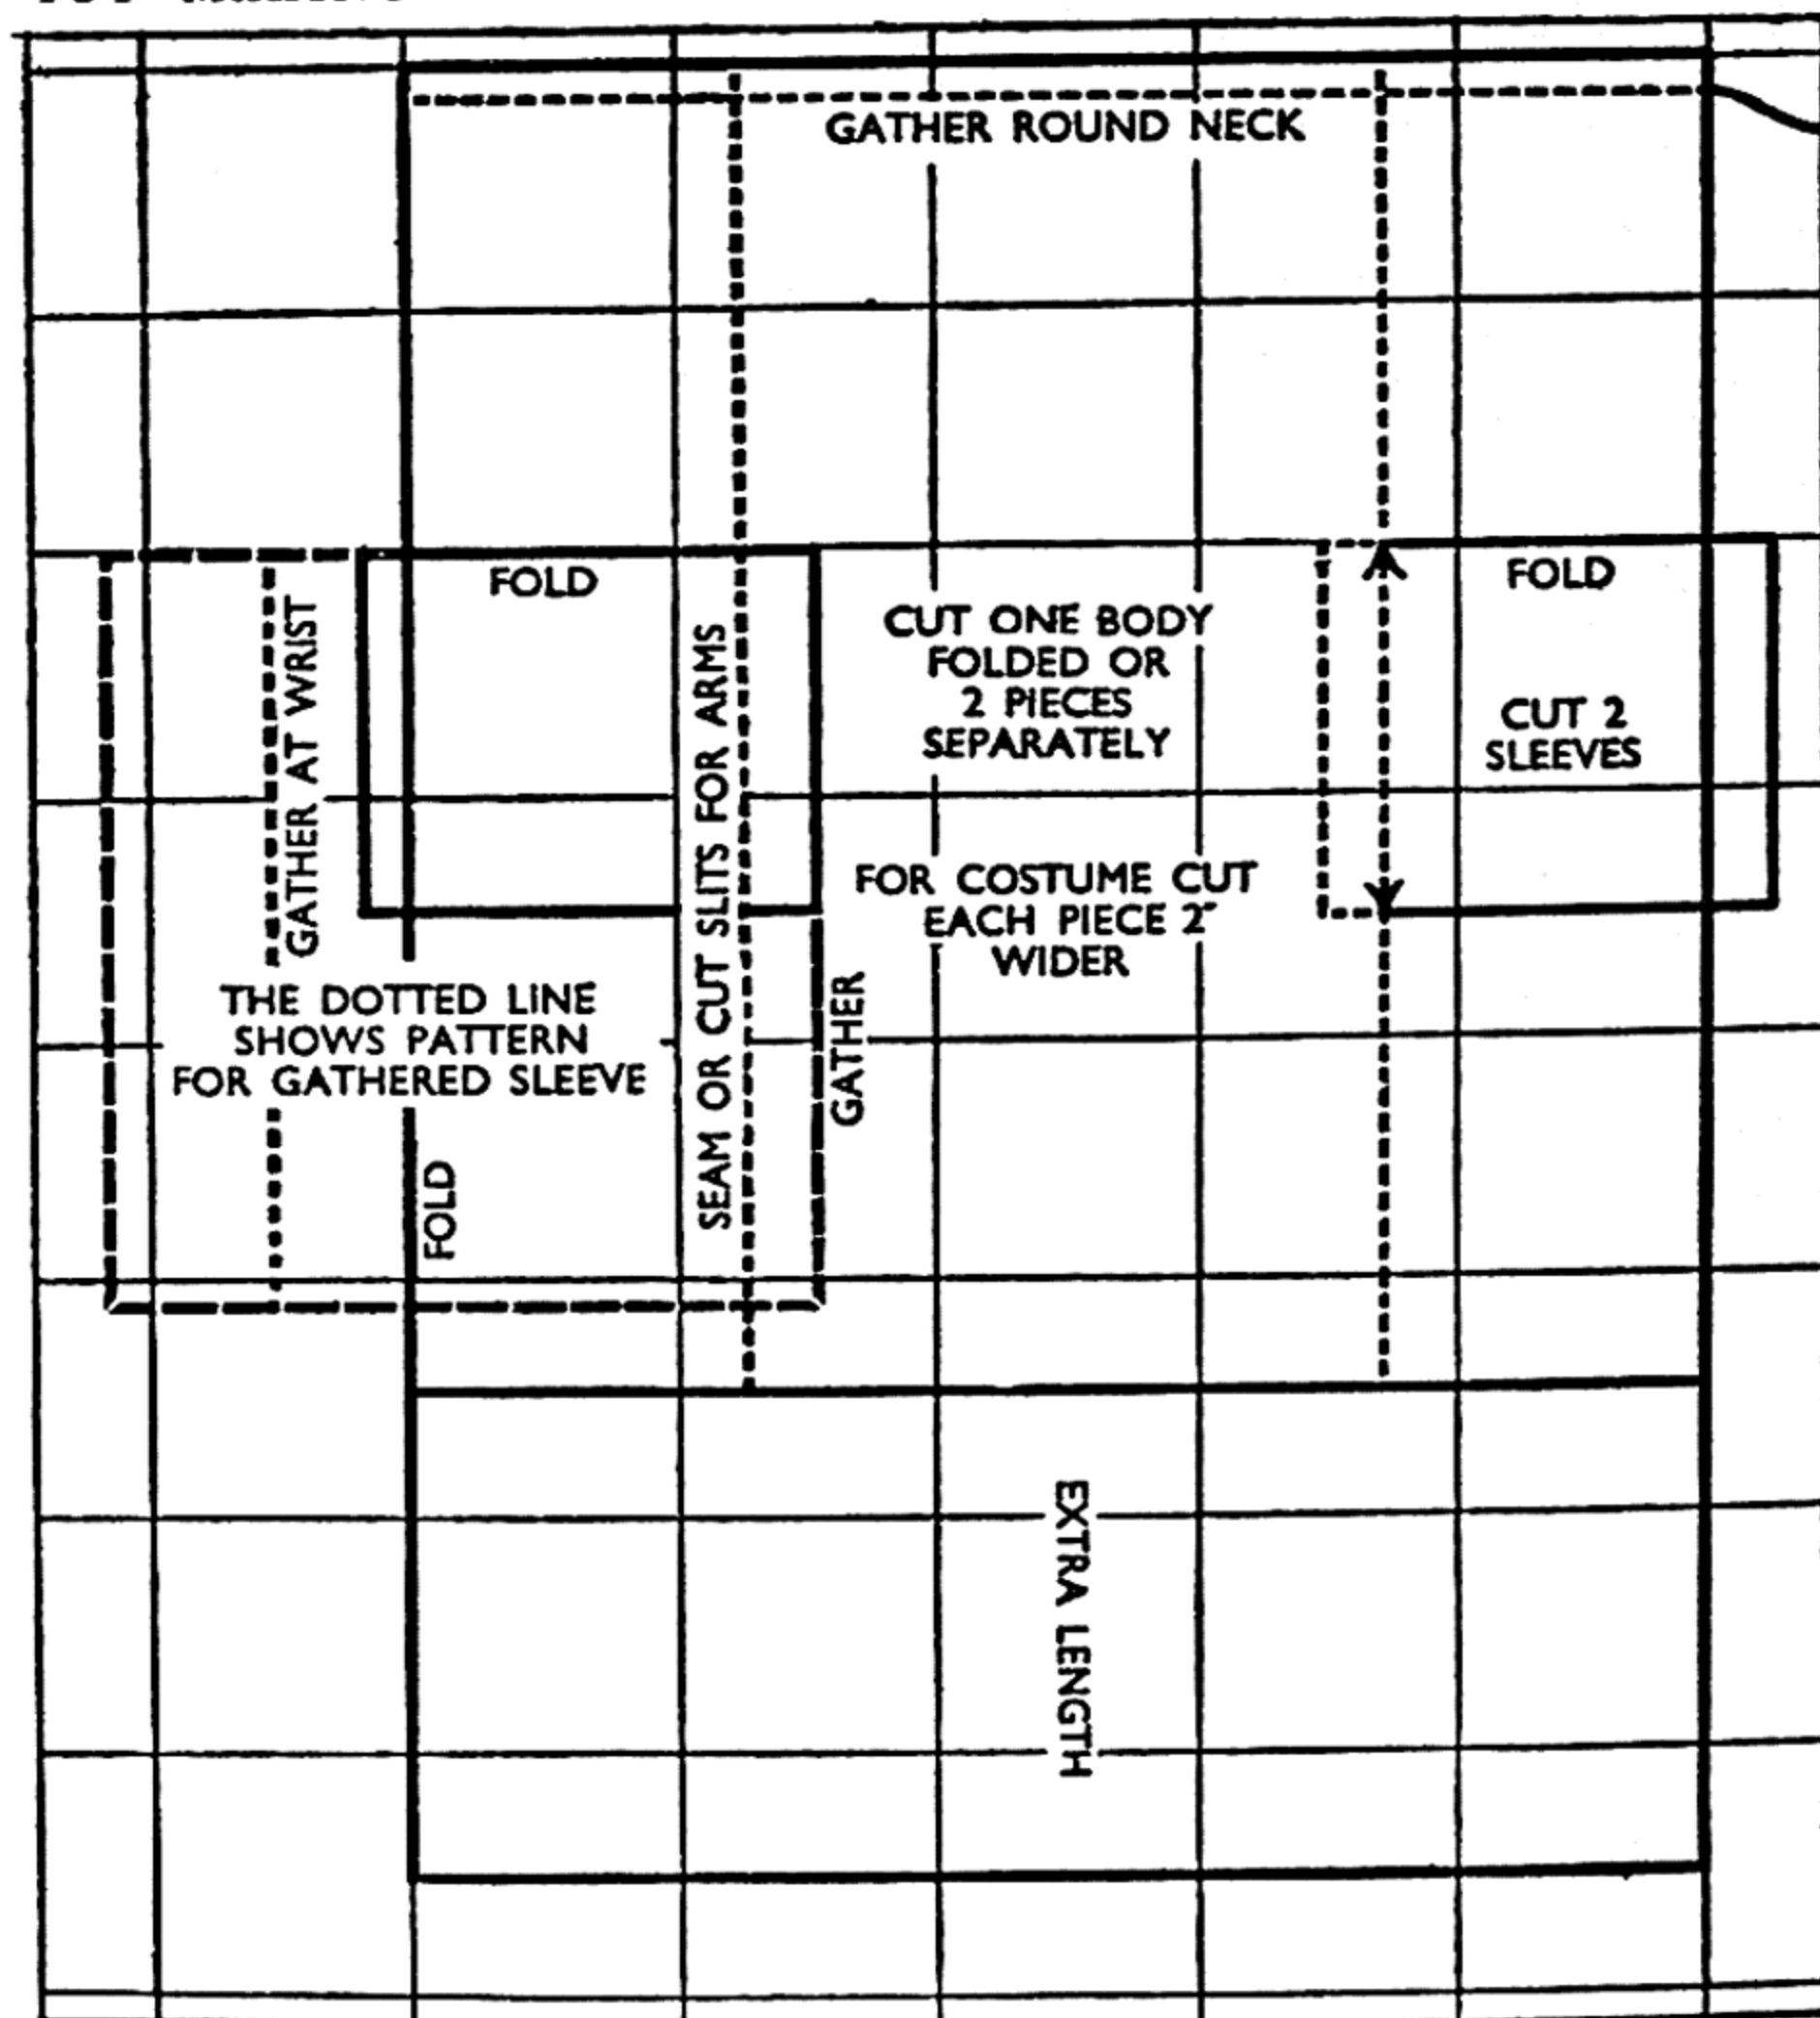 GATHER ROUND NECK
FOLD
FOLD
GATHER AT WRIST
SEAM OR CUT SLITS FOR ARMS
CUT ONE BODY
FOLDED OR
2 PIECES
SEPARATELY
CUT 2
SLEEVES
FOR COSTUME CUT
EACH PIECE 2"
WIDER
THE DOTTED LINE
SHOWS PATTERN
FOR GATHERED SLEEVE
GATHER
FOLD
EXTRA LENGTH